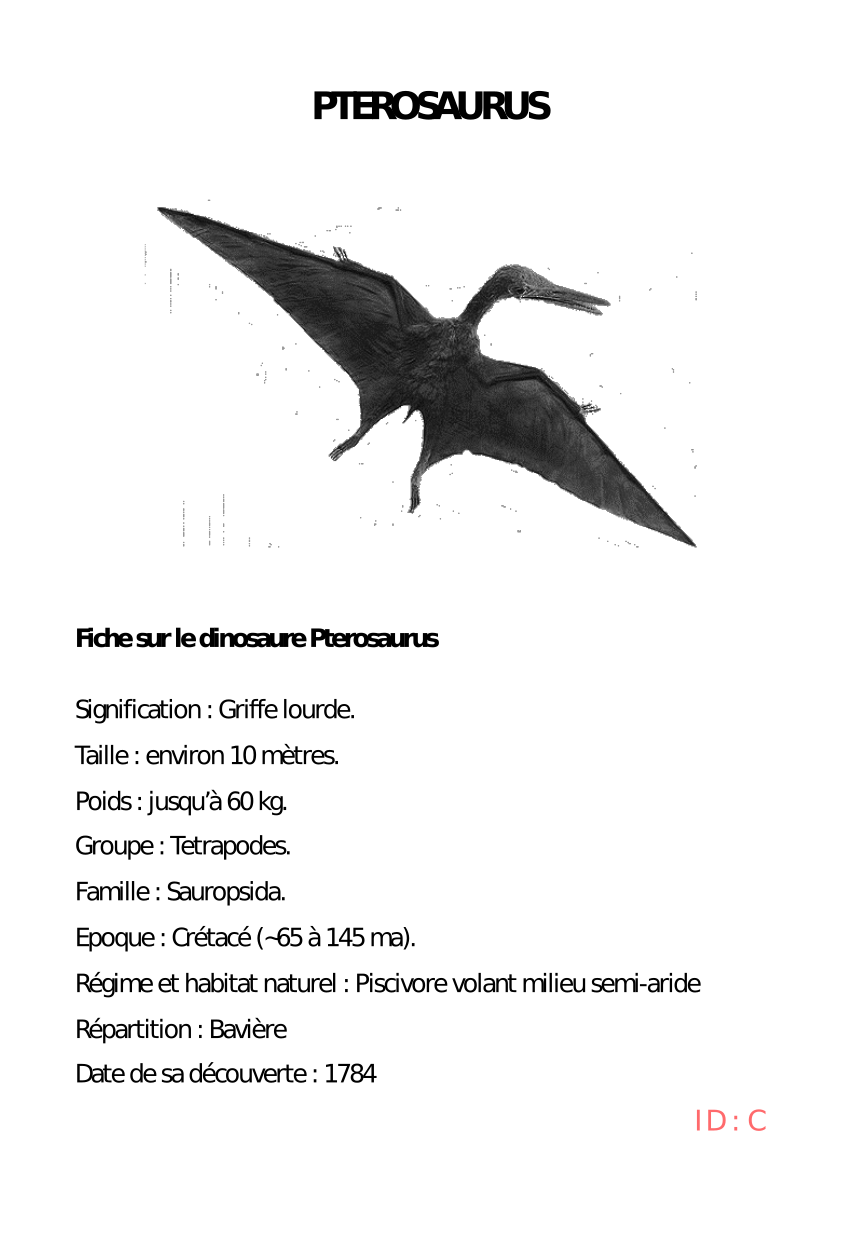 PTEROSAURUS
Fiche sur le dinosaure Pterosaurus
Signification : Griffe lourde.
Taille : environ 10 mètres.
Poids : jusqu’à 60 kg.
Groupe : Tetrapodes.
Famille : Sauropsida.
Epoque : Crétacé (~65 à 145 ma).
Régime et habitat naturel : Piscivore volant milieu semi-aride
Répartition : Bavière
Date de sa découverte : 1784
ID : C